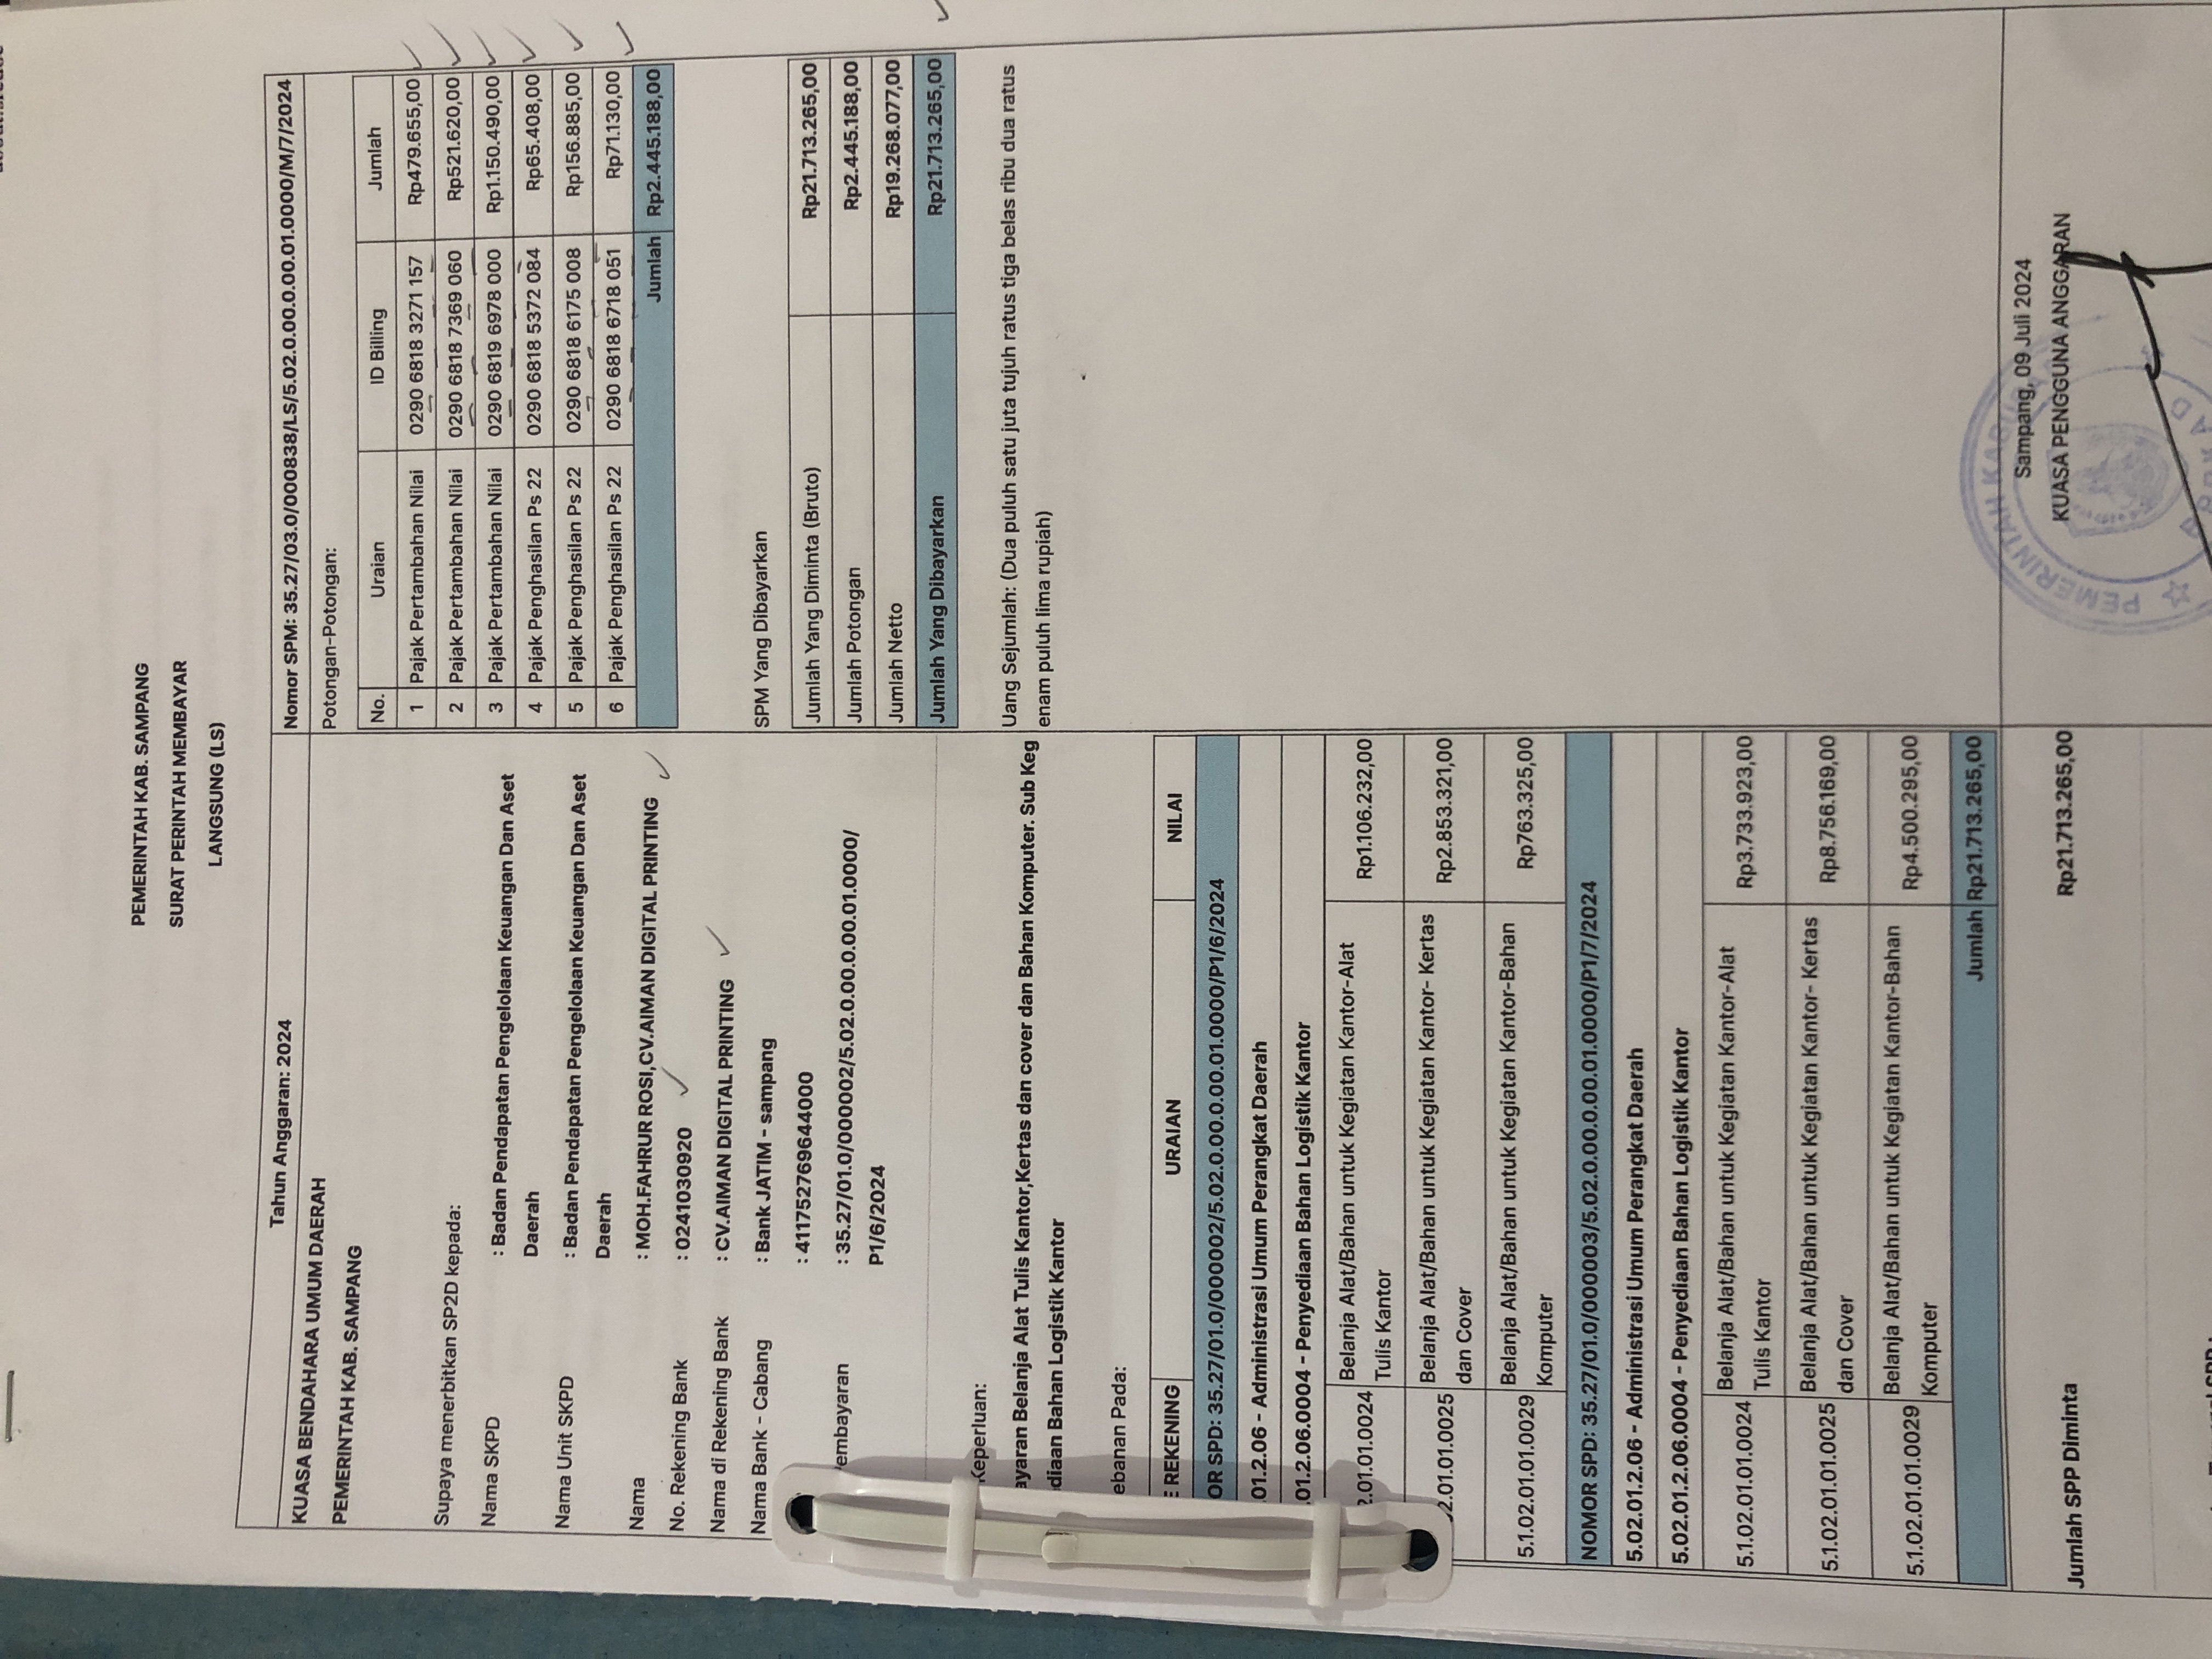 PEMERINTAH KAB. SAMPANG
SURAT PERINTAH MEMBAYAR
LANGSUNG (LS)
Tahun Anggaran: 2024
Nomor SPM: 35.27/03.0/000838/LS/5.02.0.00.0.00.01.0000/M/7/2024
KUASA BENDAHARA UMUM DAERAH
PEMERINTAH KAB. SAMPANG
Supaya menerbitkan SP2D kepada:
Nama SKPD : Badan Pendapatan Pengelolaan Keuangan Dan Aset
Daerah
Nama Unit SKPD : Badan Pendapatan Pengelolaan Keuangan Dan Aset
Daerah
Nama : MOH.FAHRUR ROSI,CV.AIMAN DIGITAL PRINTING
No. Rekening Bank : 0241030920
Nama di Rekening Bank : CV.AIMAN DIGITAL PRINTING
Nama Bank - Cabang : Bank JATIM - sampang
: 411752769644000
embayaran : 35.27/01.0/000002/5.02.0.00.0.00.01.0000/
P1/6/2024
Keperluan:
ayaran Belanja Alat Tulis Kantor,Kertas dan cover dan Bahan Komputer. Sub Keg
diaan Bahan Logistik Kantor
ebanan Pada:
E REKENING URAIAN NILAI
OR SPD: 35.27/01.0/000002/5.02.0.00.0.00.01.0000/P1/6/2024
.01.2.06 - Administrasi Umum Perangkat Daerah
.01.2.06.0004 - Penyediaan Bahan Logistik Kantor
2.01.01.0024 Belanja Alat/Bahan untuk Kegiatan Kantor-Alat Rp1.106.232,00
Tulis Kantor
2.01.01.0025 Belanja Alat/Bahan untuk Kegiatan Kantor- Kertas Rp2.853.321,00
dan Cover
5.1.02.01.01.0029 Belanja Alat/Bahan untuk Kegiatan Kantor-Bahan Rp763.325,00
Komputer
NOMOR SPD: 35.27/01.0/000003/5.02.0.00.0.00.01.0000/P1/7/2024
5.02.01.2.06 - Administrasi Umum Perangkat Daerah
5.02.01.2.06.0004 - Penyediaan Bahan Logistik Kantor
5.1.02.01.01.0024 Belanja Alat/Bahan untuk Kegiatan Kantor-Alat Rp3.733.923,00
Tulis Kantor
5.1.02.01.01.0025 Belanja Alat/Bahan untuk Kegiatan Kantor- Kertas Rp8.756.169,00
dan Cover
5.1.02.01.01.0029 Belanja Alat/Bahan untuk Kegiatan Kantor-Bahan Rp4.500.295,00
Komputer
Jumlah Rp21.713.265,00
Jumlah SPP Diminta Rp21.713.265,00
Potongan-Potongan:
No. Uraian ID Billing Jumlah
1 Pajak Pertambahan Nilai 0290 6818 3271 157 Rp479.655,00
2 Pajak Pertambahan Nilai 0290 6818 7369 060 Rp521.620,00
3 Pajak Pertambahan Nilai 0290 6819 6978 000 Rp1.150.490,00
4 Pajak Penghasilan Ps 22 0290 6818 5372 084 Rp65.408,00
5 Pajak Penghasilan Ps 22 0290 6818 6175 008 Rp156.885,00
6 Pajak Penghasilan Ps 22 0290 6818 6718 051 Rp71.130,00
Jumlah Rp2.445.188,00
SPM Yang Dibayarkan
Jumlah Yang Diminta (Bruto) Rp21.713.265,00
Jumlah Potongan Rp2.445.188,00
Jumlah Netto Rp19.268.077,00
Jumlah Yang Dibayarkan Rp21.713.265,00
Uang Sejumlah: (Dua puluh satu juta tujuh ratus tiga belas ribu dua ratus
enam puluh lima rupiah)
Sampang, 09 Juli 2024
KUASA PENGGUNA ANGGARAN
PEMERINTAH KABUPA
BPPKAD